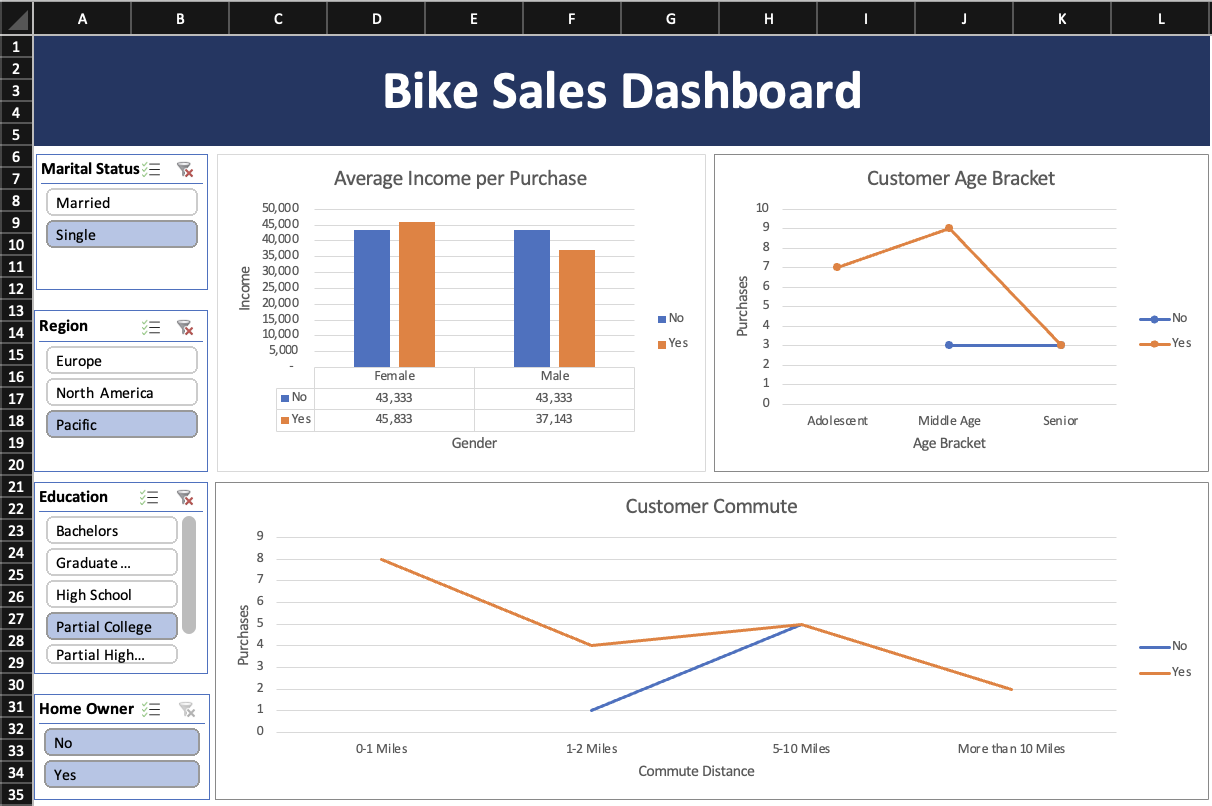 A B C D E F G H I J K L
1
2
3
4
5
6
7
8
9
10
11
12
13
14
15
16
17
18
19
20
21
22
23
24
25
26
27
28
29
30
31
32
33
34
35
Bike Sales Dashboard
Marital Status
Married
Single
Region
Europe
North America
Pacific
Education
Bachelors
Graduate ...
High School
Partial College
Partial High...
Home Owner
No
Yes
Average Income per Purchase
Income
50,000
45,000
40,000
35,000
30,000
25,000
20,000
15,000
10,000
5,000
-
Female Male
No 43,333 43,333
Yes 45,833 37,143
Gender
No
Yes
Customer Age Bracket
Purchases
10
9
8
7
6
5
4
3
2
1
0
Adolescent Middle Age Senior
Age Bracket
No
Yes
Customer Commute
Purchases
9
8
7
6
5
4
3
2
1
0
0-1 Miles 1-2 Miles 5-10 Miles More than 10 Miles
Commute Distance
No
Yes